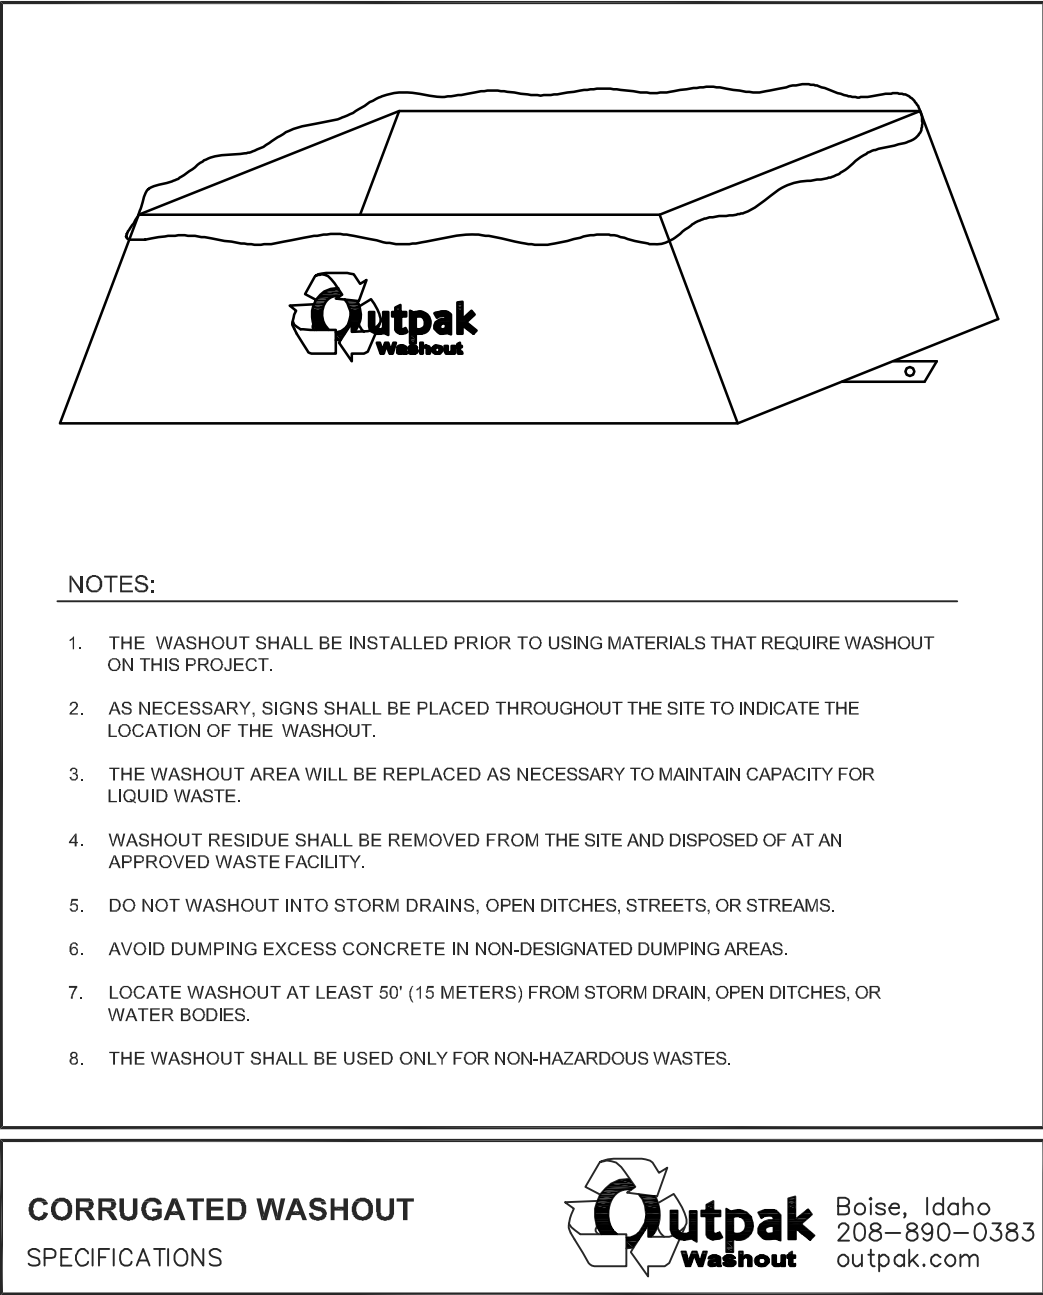 Outpak
Washout
NOTES:
1. THE WASHOUT SHALL BE INSTALLED PRIOR TO USING MATERIALS THAT REQUIRE WASHOUT
ON THIS PROJECT.
2. AS NECESSARY, SIGNS SHALL BE PLACED THROUGHOUT THE SITE TO INDICATE THE
LOCATION OF THE WASHOUT.
3. THE WASHOUT AREA WILL BE REPLACED AS NECESSARY TO MAINTAIN CAPACITY FOR
LIQUID WASTE.
4. WASHOUT RESIDUE SHALL BE REMOVED FROM THE SITE AND DISPOSED OF AT AN
APPROVED WASTE FACILITY.
5. DO NOT WASHOUT INTO STORM DRAINS, OPEN DITCHES, STREETS, OR STREAMS.
6. AVOID DUMPING EXCESS CONCRETE IN NON-DESIGNATED DUMPING AREAS.
7. LOCATE WASHOUT AT LEAST 50' (15 METERS) FROM STORM DRAIN, OPEN DITCHES, OR
WATER BODIES.
8. THE WASHOUT SHALL BE USED ONLY FOR NON-HAZARDOUS WASTES.
CORRUGATED WASHOUT
SPECIFICATIONS
Outpak
Washout
Boise, Idaho
208-890-0383
outpak.com